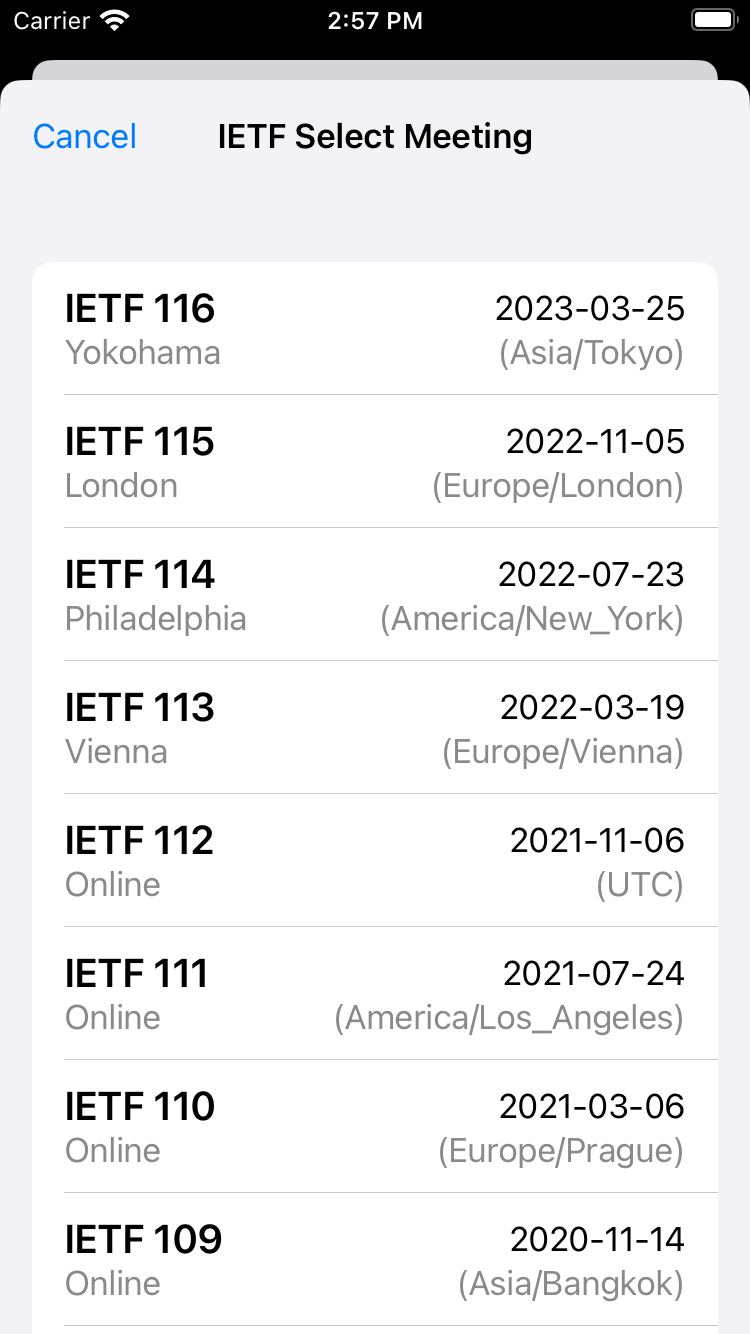 Carrier 2:57 PM
Cancel IETF Select Meeting
IETF 116 2023-03-25
Yokohama (Asia/Tokyo)
IETF 115 2022-11-05
London (Europe/London)
IETF 114 2022-07-23
Philadelphia (America/New_York)
IETF 113 2022-03-19
Vienna (Europe/Vienna)
IETF 112 2021-11-06
Online (UTC)
IETF 111 2021-07-24
Online (America/Los_Angeles)
IETF 110 2021-03-06
Online (Europe/Prague)
IETF 109 2020-11-14
Online (Asia/Bangkok)